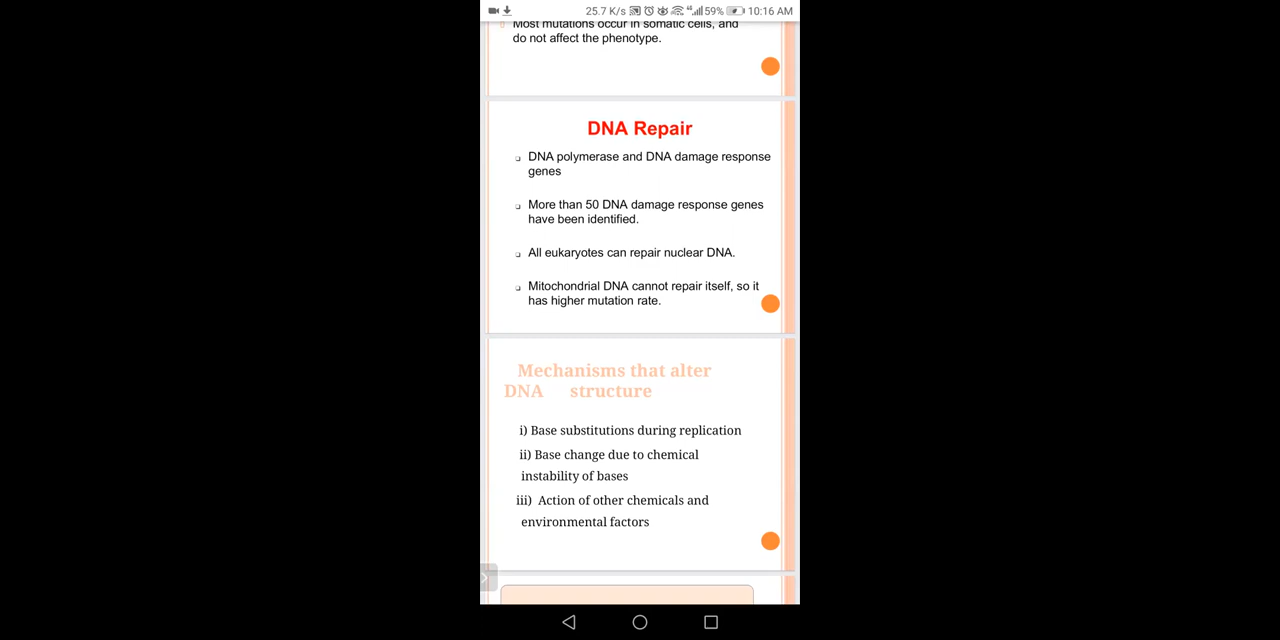 25.7 K/s 59% 10:16 AM
Most mutations occur in somatic cells, and
do not affect the phenotype.
DNA Repair
DNA polymerase and DNA damage response
genes
More than 50 DNA damage response genes
have been identified.
All eukaryotes can repair nuclear DNA.
Mitochondrial DNA cannot repair itself, so it
has higher mutation rate.
Mechanisms that alter
DNA structure
i) Base substitutions during replication
ii) Base change due to chemical
instability of bases
iii) Action of other chemicals and
environmental factors